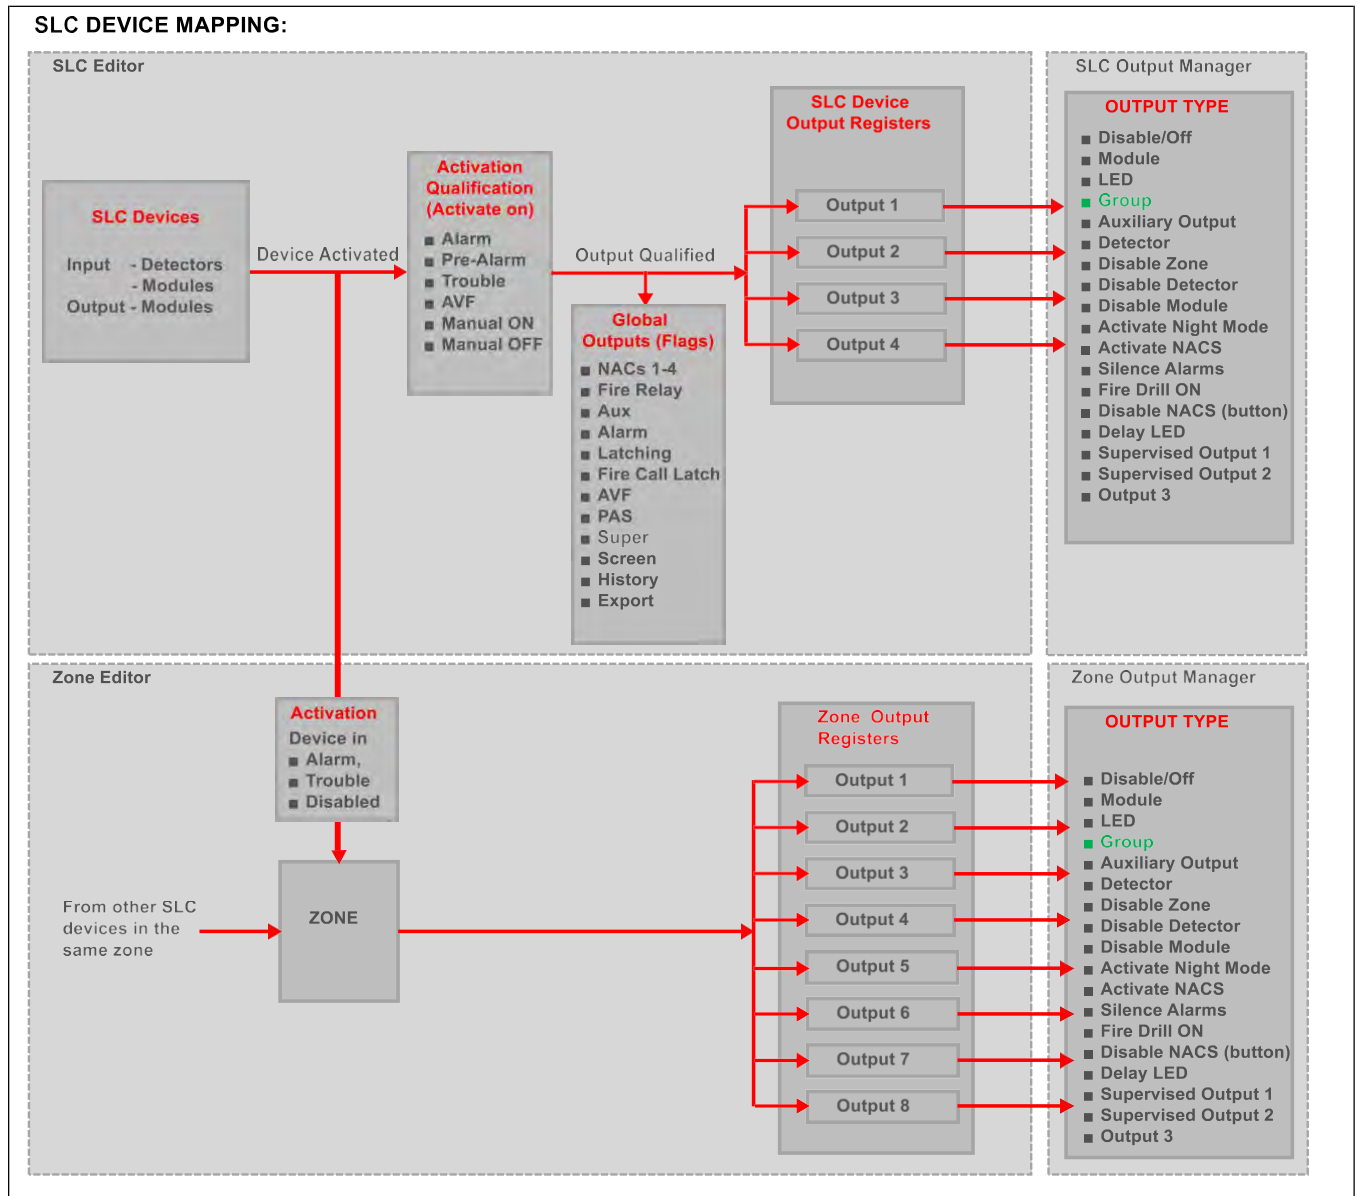 SLC DEVICE MAPPING:
SLC Editor
SLC Devices
Input - Detectors
- Modules
Output - Modules
Device Activated
Activation
Qualification
(Activate on)
■ Alarm
■ Pre-Alarm
■ Trouble
■ AVF
■ Manual ON
■ Manual OFF
Output Qualified
Global
Outputs (Flags)
■ NACs 1-4
■ Fire Relay
■ Aux
■ Alarm
■ Latching
■ Fire Call Latch
■ AVF
■ PAS
■ Super
■ Screen
■ History
■ Export
SLC Device
Output Registers
Output 1
Output 2
Output 3
Output 4
SLC Output Manager
OUTPUT TYPE
■ Disable/Off
■ Module
■ LED
■ Group
■ Auxiliary Output
■ Detector
■ Disable Zone
■ Disable Detector
■ Disable Module
■ Activate Night Mode
■ Activate NACS
■ Silence Alarms
■ Fire Drill ON
■ Disable NACS (button)
■ Delay LED
■ Supervised Output 1
■ Supervised Output 2
■ Output 3
Zone Editor
Activation
Device in
■ Alarm,
■ Trouble
■ Disabled
From other SLC
devices in the
same zone
ZONE
Zone Output
Registers
Output 1
Output 2
Output 3
Output 4
Output 5
Output 6
Output 7
Output 8
Zone Output Manager
OUTPUT TYPE
■ Disable/Off
■ Module
■ LED
■ Group
■ Auxiliary Output
■ Detector
■ Disable Zone
■ Disable Detector
■ Disable Module
■ Activate Night Mode
■ Activate NACS
■ Silence Alarms
■ Fire Drill ON
■ Disable NACS (button)
■ Delay LED
■ Supervised Output 1
■ Supervised Output 2
■ Output 3